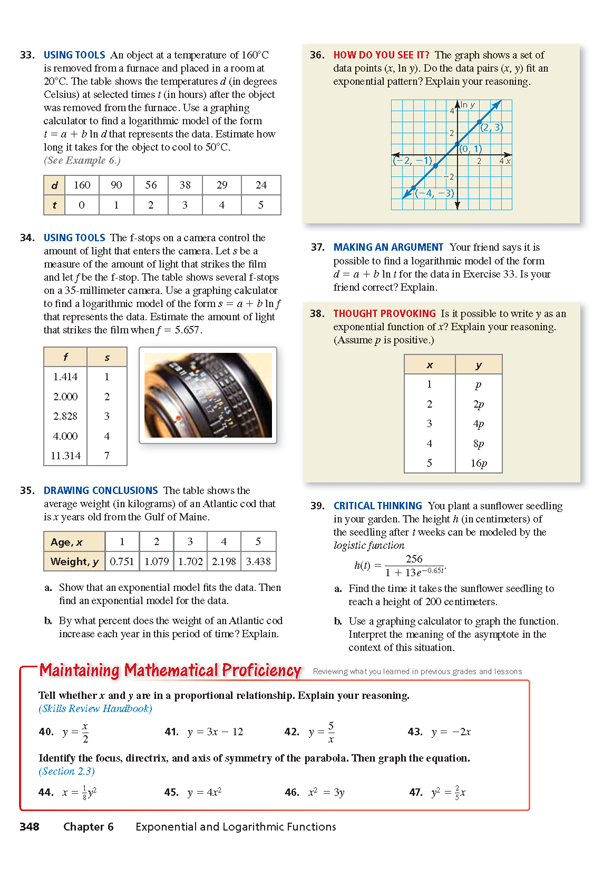 33. USING TOOLS An object at a temperature of 160°C
is removed from a furnace and placed in a room at
20°C. The table shows the temperatures d (in degrees
Celsius) at selected times t (in hours) after the object
was removed from the furnace. Use a graphing
calculator to find a logarithmic model of the form
t = a + b ln d that represents the data. Estimate how
long it takes for the object to cool to 50°C.
(See Example 6.)
d 160 90 56 38 29 24
t 0 1 2 3 4 5
34. USING TOOLS The f-stops on a camera control the
amount of light that enters the camera. Let s be a
measure of the amount of light that strikes the film
and let f be the f-stop. The table shows several f-stops
on a 35-millimeter camera. Use a graphing calculator
to find a logarithmic model of the form s = a + b ln f
that represents the data. Estimate the amount of light
that strikes the film when f = 5.657.
f s
1.414 1
2.000 2
2.828 3
4.000 4
11.314 7
35. DRAWING CONCLUSIONS The table shows the
average weight (in kilograms) of an Atlantic cod that
is x years old from the Gulf of Maine.
Age, x 1 2 3 4 5
Weight, y 0.751 1.079 1.702 2.198 3.438
a. Show that an exponential model fits the data. Then
find an exponential model for the data.
b. By what percent does the weight of an Atlantic cod
increase each year in this period of time? Explain.
36. HOW DO YOU SEE IT? The graph shows a set of
data points (x, ln y). Do the data pairs (x, y) fit an
exponential pattern? Explain your reasoning.
ln y
4
(2, 3)
2
(0, 1)
(−2, −1)
2 4 x
−2
(−4, −3)
37. MAKING AN ARGUMENT Your friend says it is
possible to find a logarithmic model of the form
d = a + b ln t for the data in Exercise 33. Is your
friend correct? Explain.
38. THOUGHT PROVOKING Is it possible to write y as an
exponential function of x? Explain your reasoning.
(Assume p is positive.)
x y
1 p
2 2p
3 4p
4 8p
5 16p
39. CRITICAL THINKING You plant a sunflower seedling
in your garden. The height h (in centimeters) of
the seedling after t weeks can be modeled by the
logistic function
h(t) = 256 / (1 + 13e^−0.65t).
a. Find the time it takes the sunflower seedling to
reach a height of 200 centimeters.
b. Use a graphing calculator to graph the function.
Interpret the meaning of the asymptote in the
context of this situation.
Maintaining Mathematical Proficiency Reviewing what you learned in previous grades and lessons
Tell whether x and y are in a proportional relationship. Explain your reasoning.
(Skills Review Handbook)
40. y = x/2 41. y = 3x − 12 42. y = 5/x 43. y = −2x
Identify the focus, directrix, and axis of symmetry of the parabola. Then graph the equation.
(Section 2.3)
44. x = 1/8 y² 45. y = 4x² 46. x² = 3y 47. y² = 2/5 x
348 Chapter 6 Exponential and Logarithmic Functions